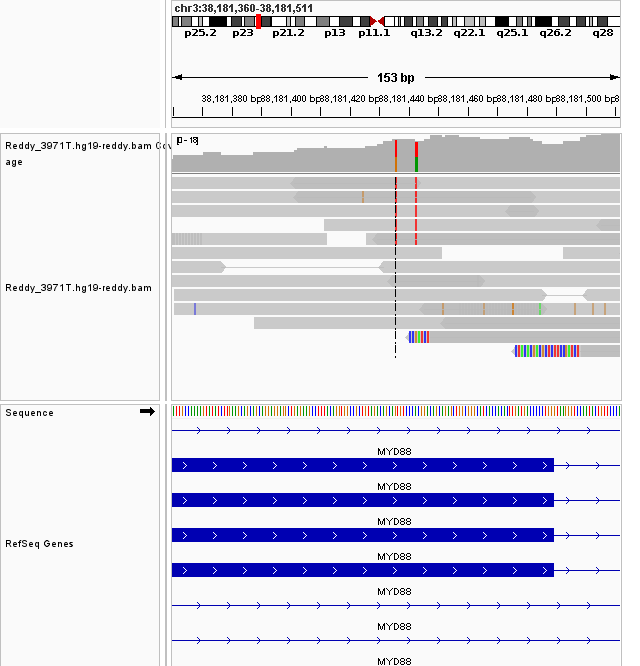 chr3:38,181,360-38,181,511
p25.2 p23 p21.2 p13 p11.1 q13.2 q22.1 q25.1 q26.2 q28
153 bp
38,181,380 bp 38,181,400 bp 38,181,420 bp 38,181,440 bp 38,181,460 bp 38,181,480 bp 38,181,500 bp
Reddy_3971T.hg19-reddy.bam Cov
age
[0 - 18]
Reddy_3971T.hg19-reddy.bam
Sequence
MYD88
MYD88
MYD88
MYD88
RefSeq Genes
MYD88
MYD88
MYD88